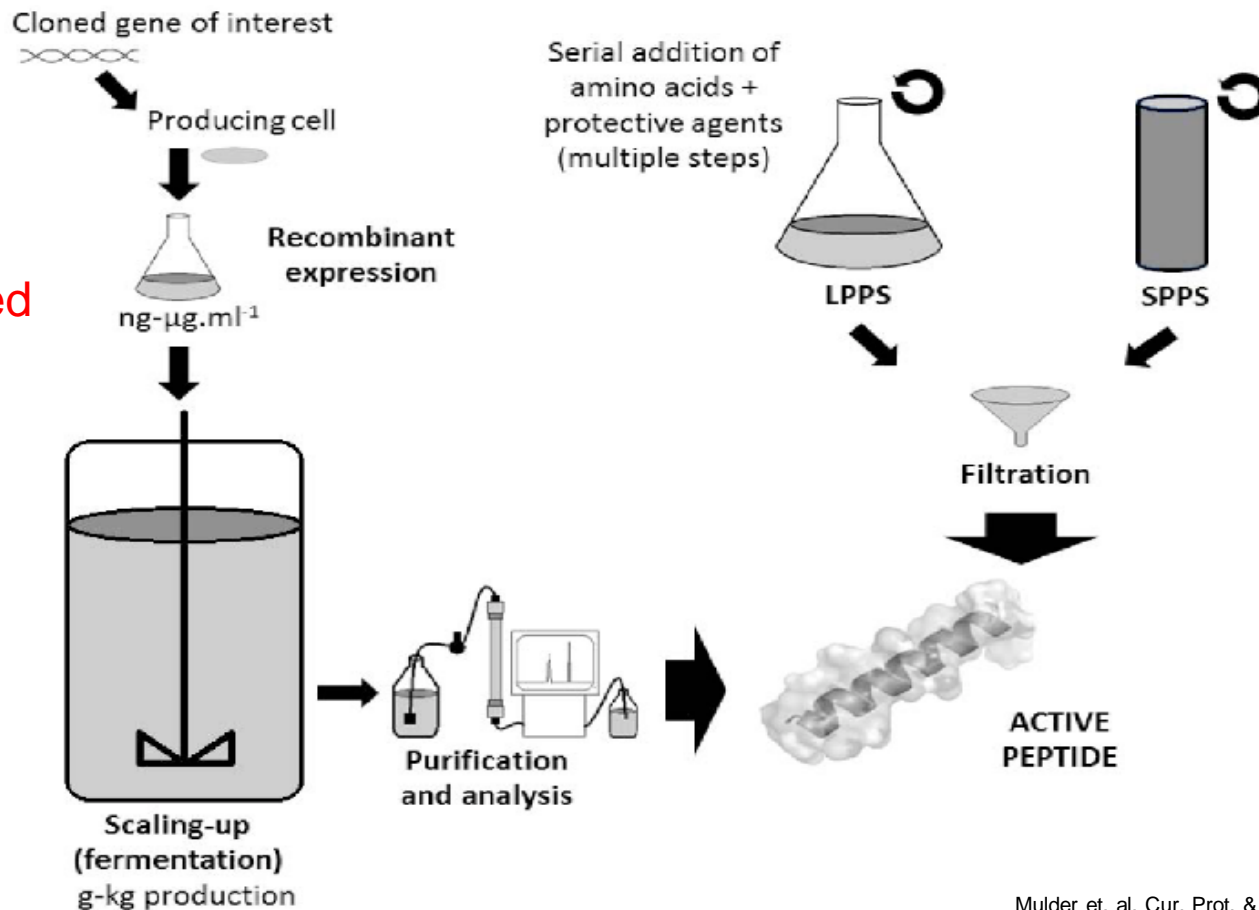 Cloned gene of interest
Producing cell
Recombinant
expression
ng-µg.ml⁻¹
Scaling-up
(fermentation)
g-kg production
Purification
and analysis
Serial addition of
amino acids +
protective agents
(multiple steps)
LPPS
SPPS
Filtration
ACTIVE
PEPTIDE
ed
Mulder et. al. Cur. Prot. &